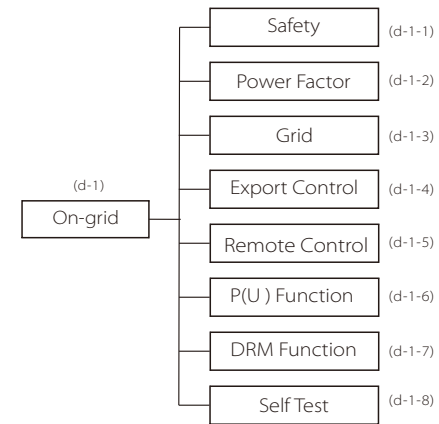 Safety (d-1-1)
Power Factor (d-1-2)
Grid (d-1-3)
(d-1)
Export Control (d-1-4)
On-grid
Remote Control (d-1-5)
P(U ) Function (d-1-6)
DRM Function (d-1-7)
Self Test (d-1-8)